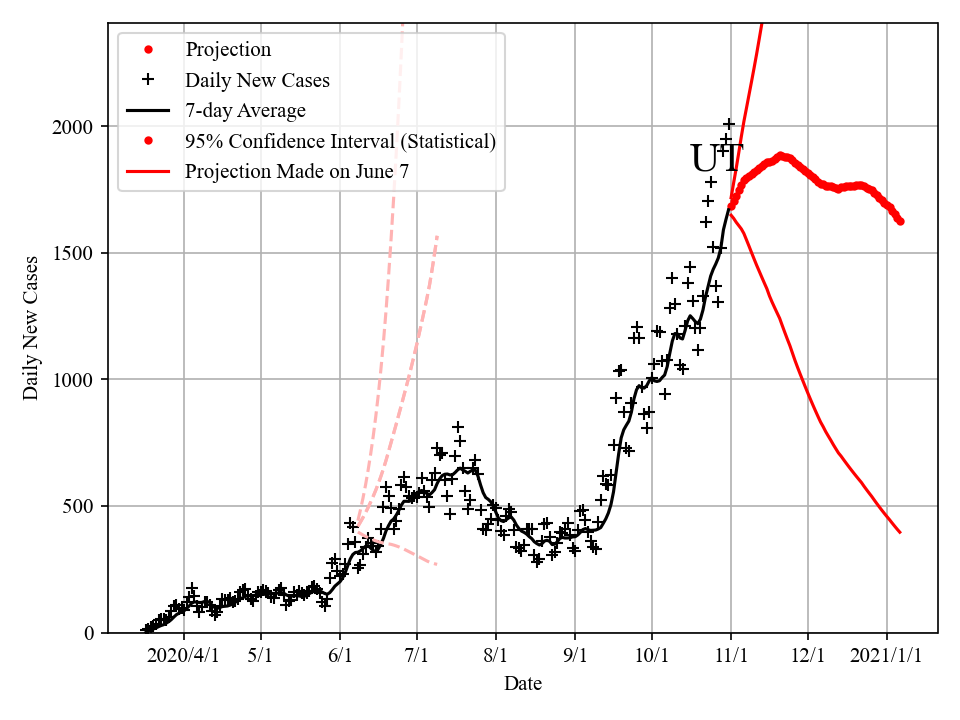 Projection
Daily New Cases
7-day Average
95% Confidence Interval (Statistical)
Projection Made on June 7
UT
2000
1500
1000
500
0
Daily New Cases
2020/4/1 5/1 6/1 7/1 8/1 9/1 10/1 11/1 12/1 2021/1/1
Date